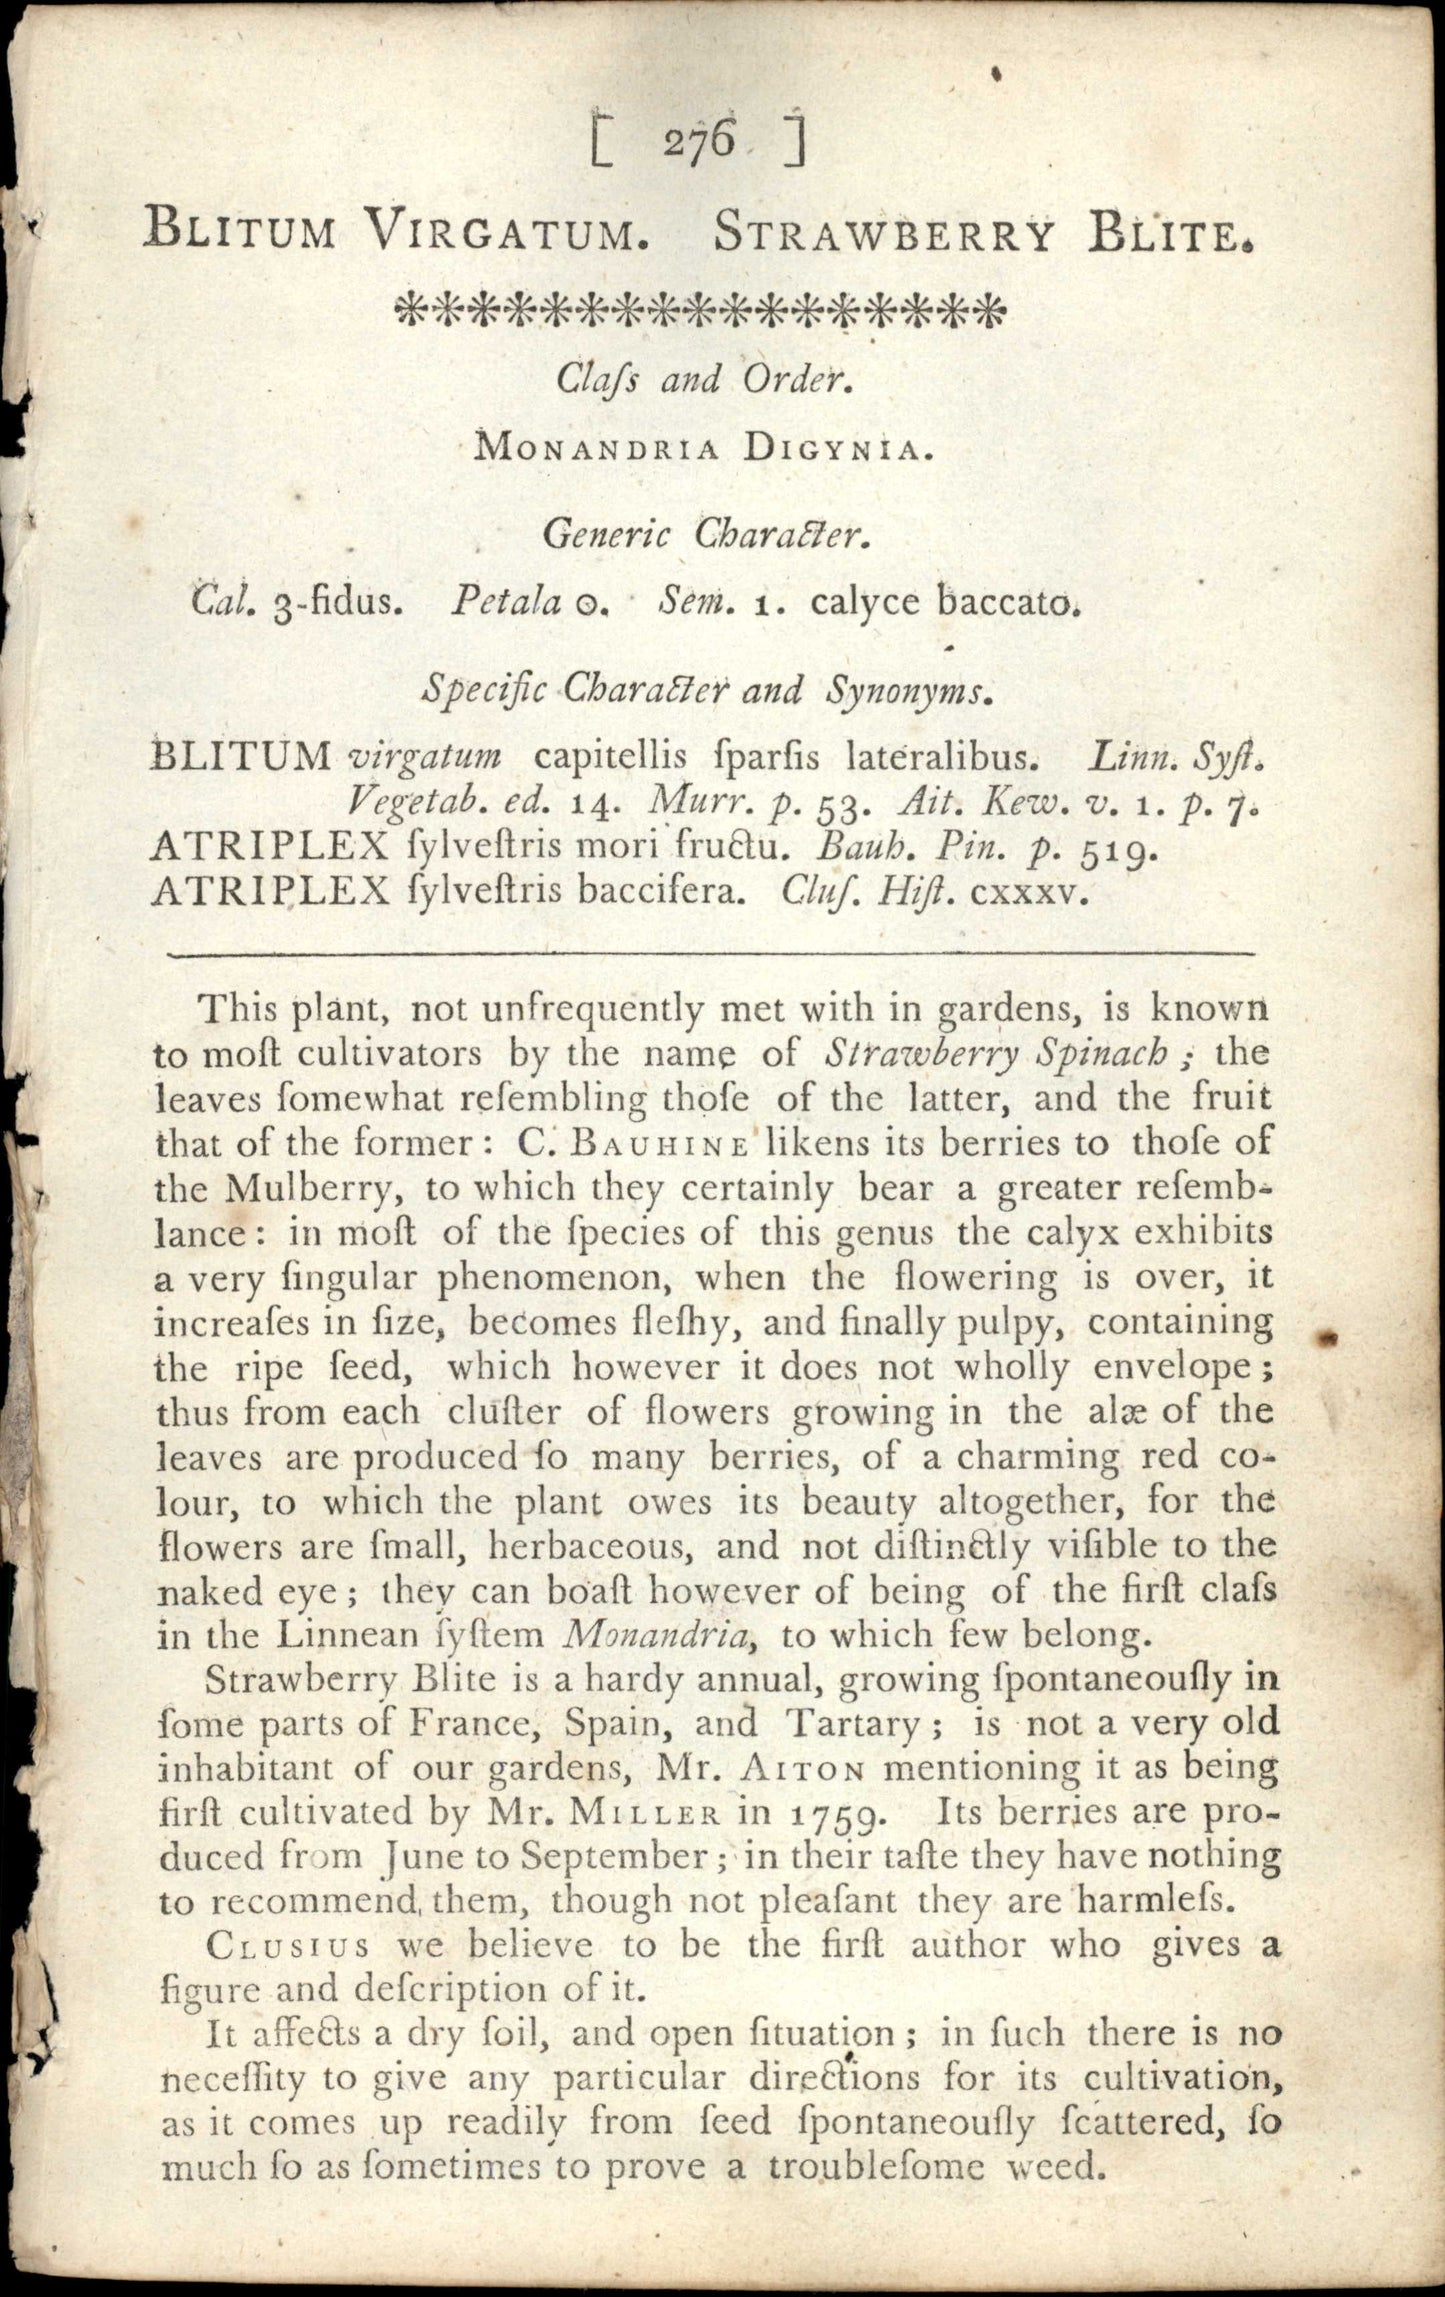 [ 276 ]
BLITUM VIRGATUM. STRAWBERRY BLITE.
*****************
Claſs and Order.
MONANDRIA DIGYNIA.
Generic Character.
Cal. 3-fidus. Petala 0. Sem. 1. calyce baccato.
Specific Character and Synonyms.
BLITUM virgatum capitellis ſparſis lateralibus. Linn. Syſt.
Vegetab. ed. 14. Murr. p. 53. Ait. Kew. v. 1. p. 7.
ATRIPLEX ſylveſtris mori fructu. Bauh. Pin. p. 519.
ATRIPLEX ſylveſtris baccifera. Cluſ. Hiſt. CXXXV.
This plant, not unfrequently met with in gardens, is known
to moſt cultivators by the name of Strawberry Spinach; the
leaves ſomewhat reſembling thoſe of the latter, and the fruit
that of the former: C. BAUHINE likens its berries to thoſe of
the Mulberry, to which they certainly bear a greater reſemb-
lance: in moſt of the ſpecies of this genus the calyx exhibits
a very ſingular phenomenon, when the flowering is over, it
increaſes in ſize, becomes fleſhy, and finally pulpy, containing
the ripe ſeed, which however it does not wholly envelope;
thus from each cluſter of flowers growing in the alæ of the
leaves are produced ſo many berries, of a charming red co-
lour, to which the plant owes its beauty altogether, for the
flowers are ſmall, herbaceous, and not diſtinctly viſible to the
naked eye; they can boaſt however of being of the firſt claſs
in the Linnean ſyſtem Monandria, to which few belong.
Strawberry Blite is a hardy annual, growing ſpontaneouſly in
ſome parts of France, Spain, and Tartary; is not a very old
inhabitant of our gardens, Mr. AITON mentioning it as being
firſt cultivated by Mr. MILLER in 1759. Its berries are pro-
duced from June to September; in their taſte they have nothing
to recommend them, though not pleaſant they are harmleſs.
CLUSIUS we believe to be the firſt author who gives a
figure and deſcription of it.
It affects a dry ſoil, and open ſituation; in ſuch there is no
neceſſity to give any particular directions for its cultivation,
as it comes up readily from ſeed ſpontaneouſly ſcattered, ſo
much ſo as ſometimes to prove a troubleſome weed.